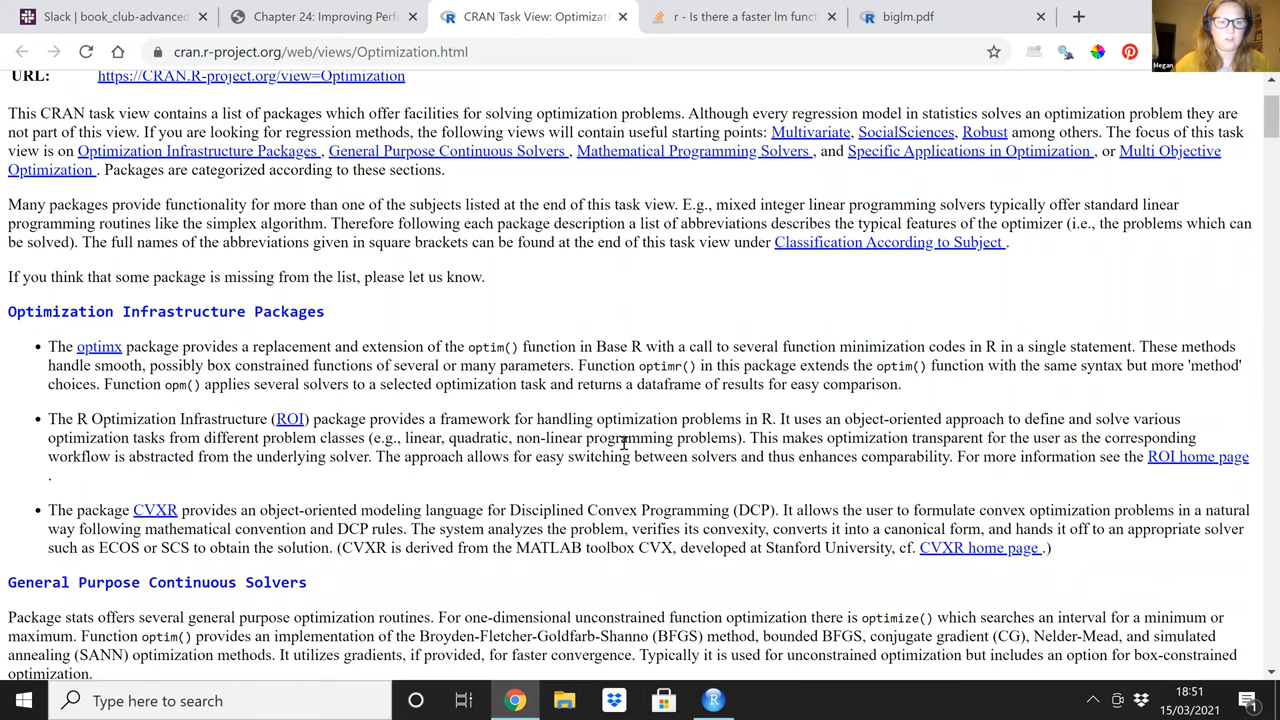 Slack | book_club-advanced
Chapter 24: Improving Perform
CRAN Task View: Optimizat
r - Is there a faster lm funct
biglm.pdf
Megan
cran.r-project.org/web/views/Optimization.html
URL: https://CRAN.R-project.org/view=Optimization
This CRAN task view contains a list of packages which offer facilities for solving optimization problems. Although every regression model in statistics solves an optimization problem they are
not part of this view. If you are looking for regression methods, the following views will contain useful starting points: Multivariate, SocialSciences, Robust among others. The focus of this task
view is on Optimization Infrastructure Packages , General Purpose Continuous Solvers , Mathematical Programming Solvers , and Specific Applications in Optimization , or Multi Objective
Optimization . Packages are categorized according to these sections.
Many packages provide functionality for more than one of the subjects listed at the end of this task view. E.g., mixed integer linear programming solvers typically offer standard linear
programming routines like the simplex algorithm. Therefore following each package description a list of abbreviations describes the typical features of the optimizer (i.e., the problems which can
be solved). The full names of the abbreviations given in square brackets can be found at the end of this task view under Classification According to Subject .
If you think that some package is missing from the list, please let us know.
Optimization Infrastructure Packages
• The optimx package provides a replacement and extension of the optim() function in Base R with a call to several function minimization codes in R in a single statement. These methods
handle smooth, possibly box constrained functions of several or many parameters. Function optimr() in this package extends the optim() function with the same syntax but more 'method'
choices. Function opm() applies several solvers to a selected optimization task and returns a dataframe of results for easy comparison.
• The R Optimization Infrastructure (ROI) package provides a framework for handling optimization problems in R. It uses an object-oriented approach to define and solve various
optimization tasks from different problem classes (e.g., linear, quadratic, non-linear programming problems). This makes optimization transparent for the user as the corresponding
workflow is abstracted from the underlying solver. The approach allows for easy switching between solvers and thus enhances comparability. For more information see the ROI home page
.
• The package CVXR provides an object-oriented modeling language for Disciplined Convex Programming (DCP). It allows the user to formulate convex optimization problems in a natural
way following mathematical convention and DCP rules. The system analyzes the problem, verifies its convexity, converts it into a canonical form, and hands it off to an appropriate solver
such as ECOS or SCS to obtain the solution. (CVXR is derived from the MATLAB toolbox CVX, developed at Stanford University, cf. CVXR home page .)
General Purpose Continuous Solvers
Package stats offers several general purpose optimization routines. For one-dimensional unconstrained function optimization there is optimize() which searches an interval for a minimum or
maximum. Function optim() provides an implementation of the Broyden-Fletcher-Goldfarb-Shanno (BFGS) method, bounded BFGS, conjugate gradient (CG), Nelder-Mead, and simulated
annealing (SANN) optimization methods. It utilizes gradients, if provided, for faster convergence. Typically it is used for unconstrained optimization but includes an option for box-constrained
optimization.
Type here to search
18:51
15/03/2021
1